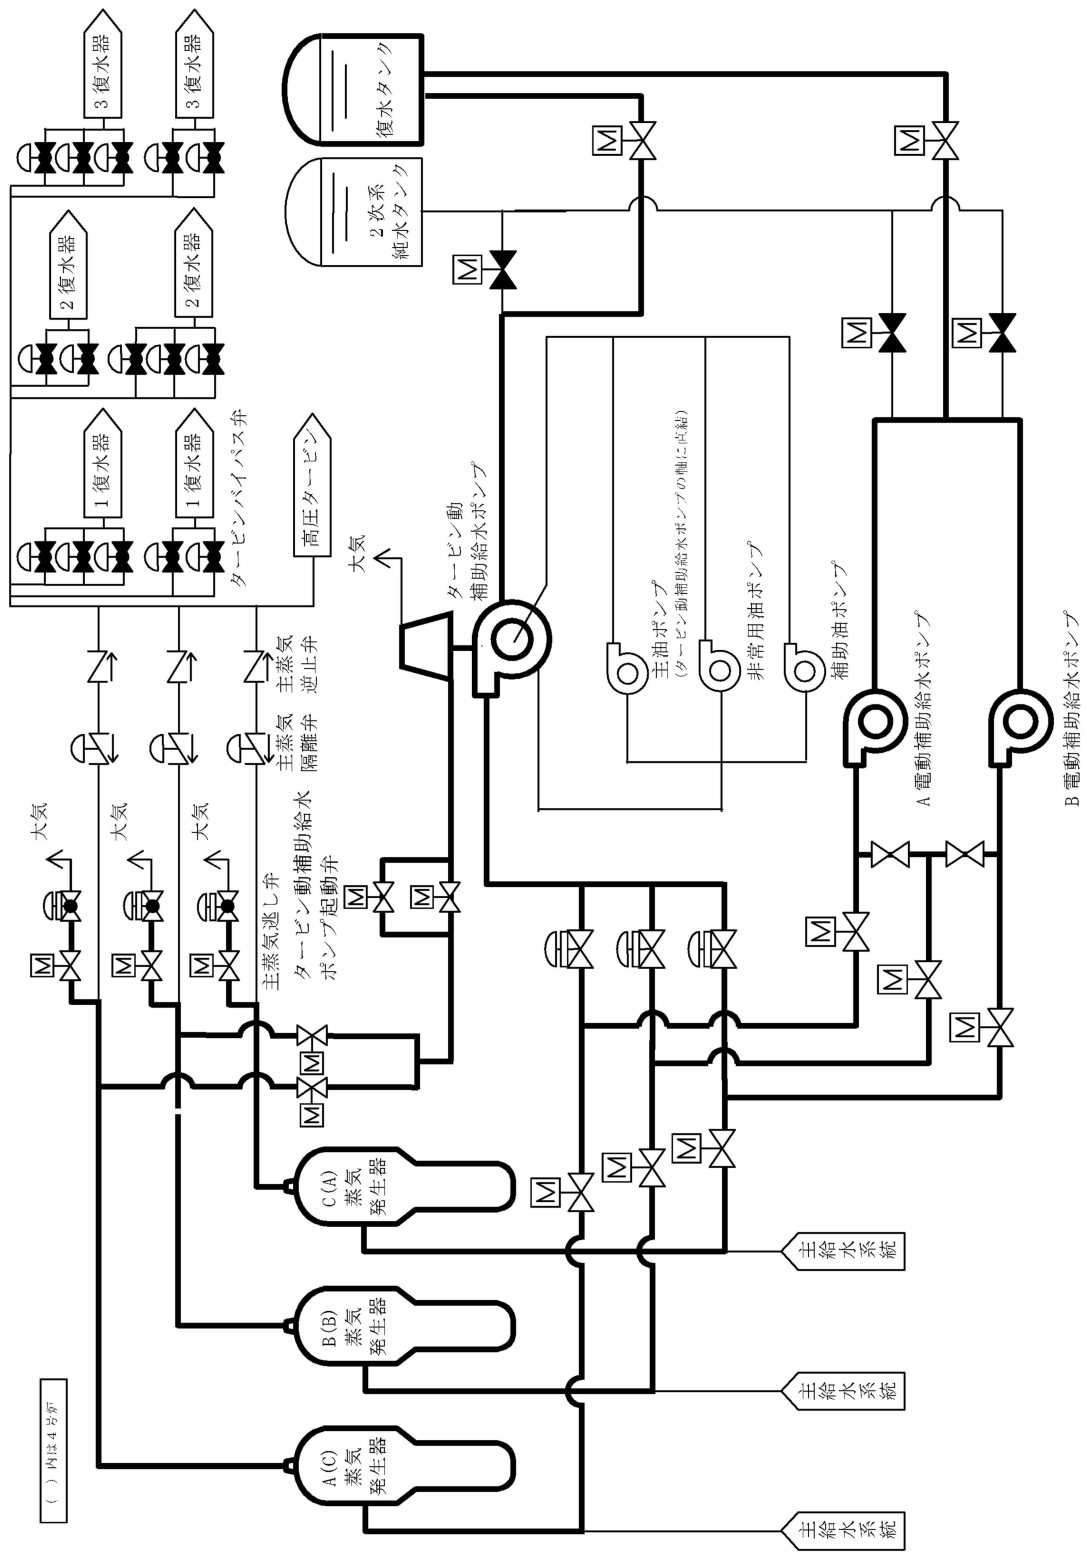 （　）内は４号炉
A(C)
蒸気
発生器
B(B)
蒸気
発生器
C(A)
蒸気
発生器
主給水系統
主給水系統
主給水系統
M
M
M
M
M
大気
大気
大気
主蒸気逃し弁
タービン動補助給水
ポンプ起動弁
M
M
主蒸気
隔離弁
主蒸気
逆止弁
高圧タービン
大気
タービンバイパス弁
1復水器
1復水器
2復水器
2復水器
3復水器
3復水器
タービン動
補助給水ポンプ
主油ポンプ
(タービン動補助給水ポンプの軸に直結)
非常用油ポンプ
補助油ポンプ
2次系
純水タンク
復水タンク
M
M
M
M
M
A電動補助給水ポンプ
B電動補助給水ポンプ
M
M
M
M
M
M